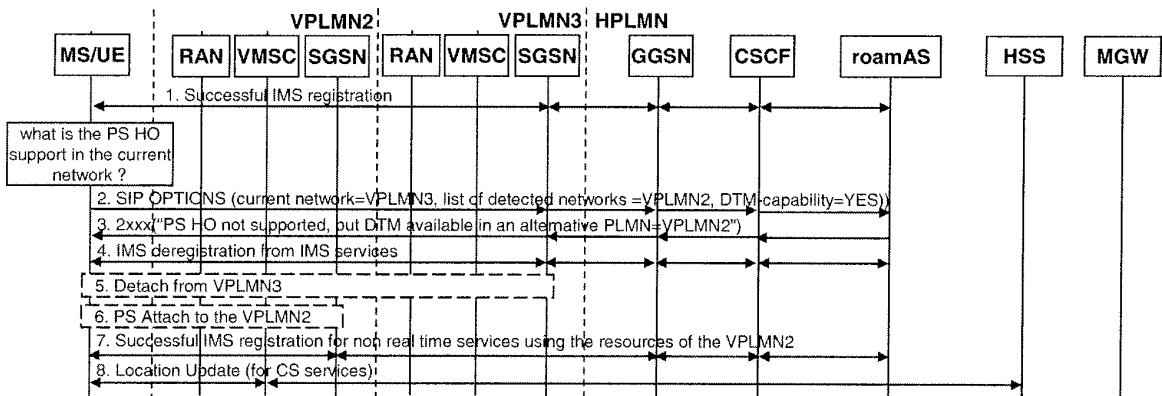 VPLMN2 VPLMN3 HPLMN
MS/UE RAN VMSC SGSN RAN VMSC SGSN GGSN CSCF roamAS HSS MGW
1. Successful IMS registration
what is the PS HO
support in the current
network ?
2. SIP OPTIONS (current network=VPLMN3, list of detected networks =VPLMN2, DTM-capability=YES))
3. 2xxx("PS HO not supported, but DTM available in an alternative PLMN=VPLMN2")
4. IMS deregistration from IMS services
5. Detach from VPLMN3
6. PS Attach to the VPLMN2
7. Successful IMS registration for non real time services using the resources of the VPLMN2
8. Location Update (for CS services)